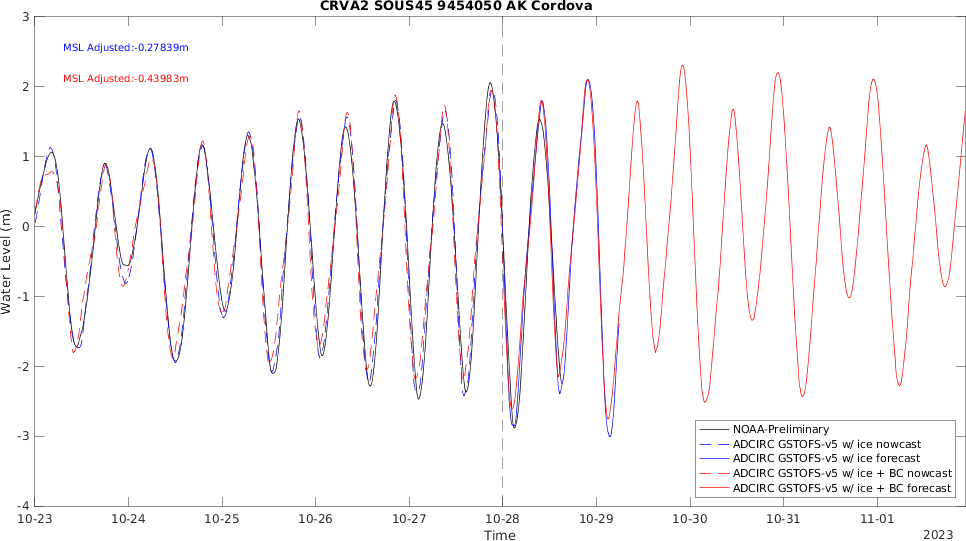 CRVA2 SOUS45 9454050 AK Cordova
MSL Adjusted:-0.27839m
MSL Adjusted:-0.43983m
3
2
1
0
-1
-2
-3
-4
Water Level (m)
10-23 10-24 10-25 10-26 10-27 10-28 10-29 10-30 10-31 11-01
Time
2023
NOAA-Preliminary
ADCIRC GSTOFS-v5 w/ ice nowcast
ADCIRC GSTOFS-v5 w/ ice forecast
ADCIRC GSTOFS-v5 w/ ice + BC nowcast
ADCIRC GSTOFS-v5 w/ ice + BC forecast